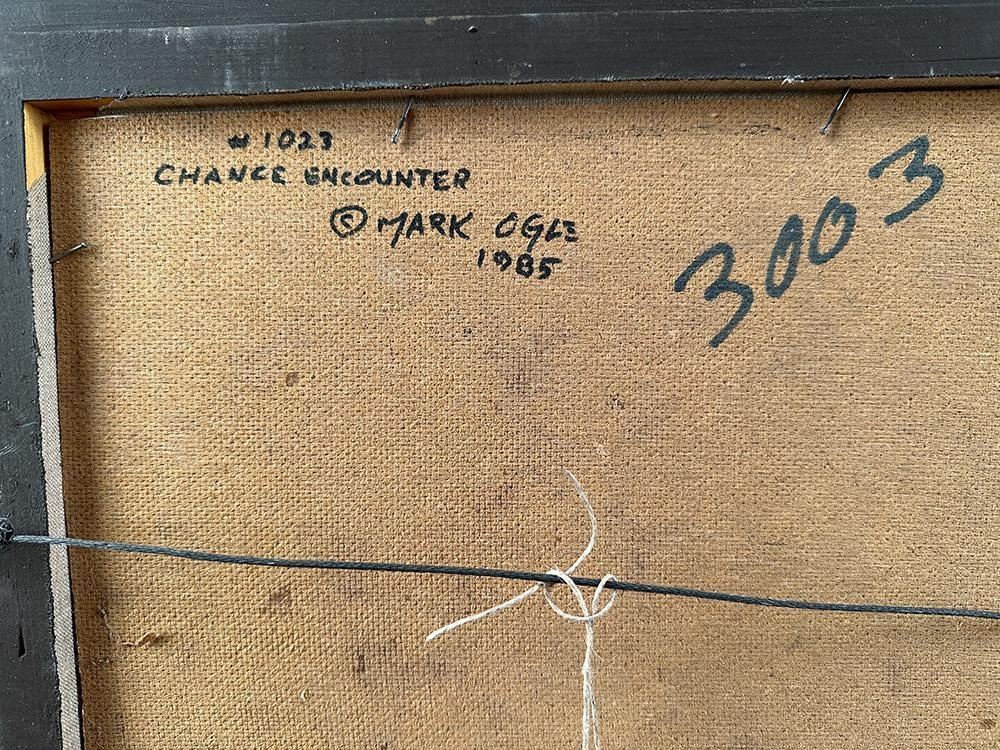 # 1023
CHANCE ENCOUNTER
© MARK OGLE
1985
3003